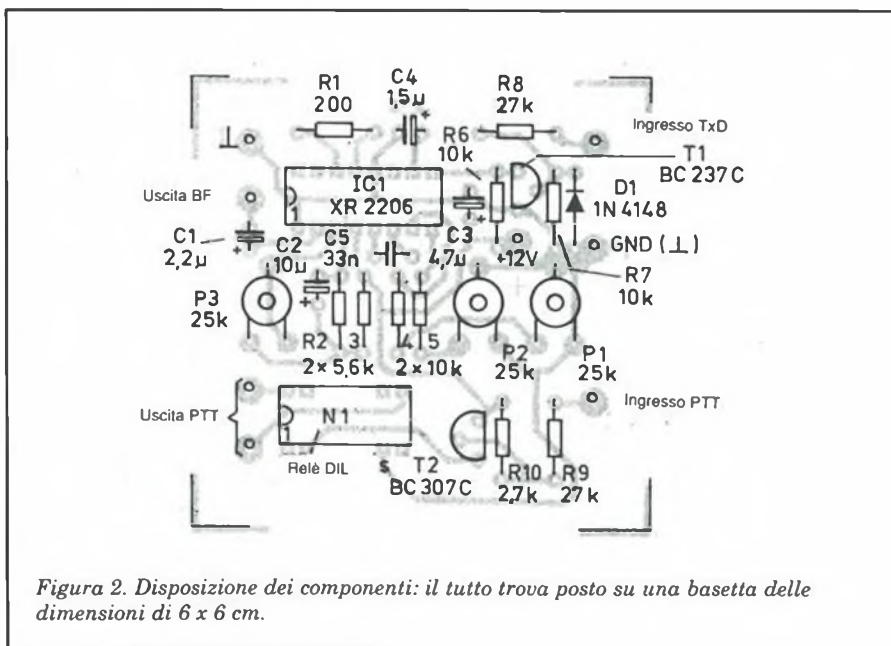 R1
200
C4
1,5µ
+
R8
27k
Ingresso TxD
⊥
R6
10k
T1
BC 237C
IC1
XR 2206
1
Uscita BF
D1
1N 4148
C1
2,2µ
+
C2
10µ
+
C5
33n
C3
4,7µ
+
+12V
GND (⊥)
R7
10k
P3
25k
R2 3 4 5
2 x 5,6k 2 x 10k
P2
25k
P1
25k
Uscita PTT
N1
1
Ingresso PTT
Relè DIL
s
T2
BC 307C
R10
2,7k
R9
27k
Figura 2. Disposizione dei componenti: il tutto trova posto su una basetta delle
dimensioni di 6 x 6 cm.